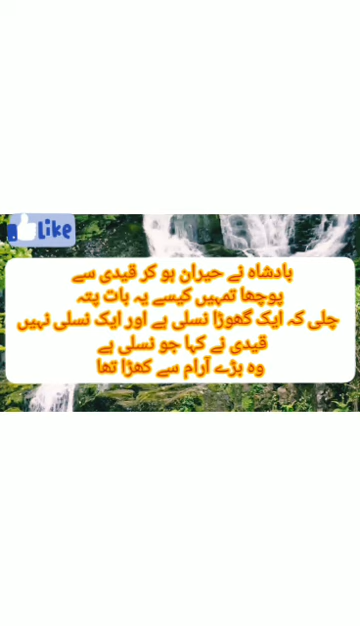 Like
بادشاہ نے حیران ہو کر قیدی سے
پوچھا تمہیں کیسے یہ بات پتہ
چلی کہ ایک گھوڑا نسلی ہے اور ایک نسلی نہیں
قیدی نے کہا جو نسلی ہے
وہ بڑے آرام سے کھڑا تھا